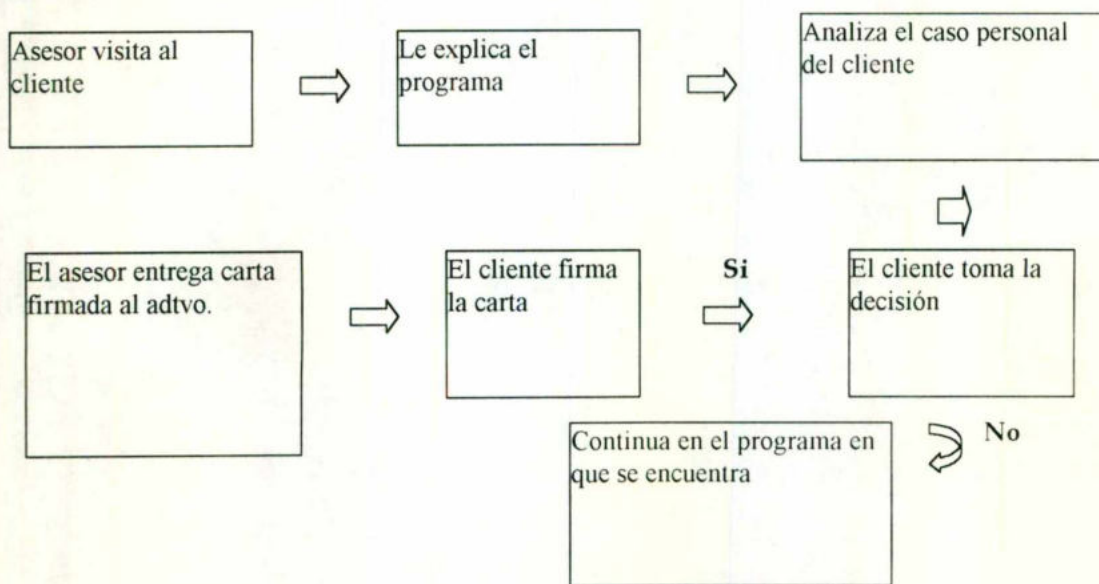 Asesor visita al
cliente
Le explica el
programa
Analiza el caso personal
del cliente
El asesor entrega carta
firmada al adtvo.
El cliente firma
la carta
Si
El cliente toma la
decisión
No
Continua en el programa en
que se encuentra